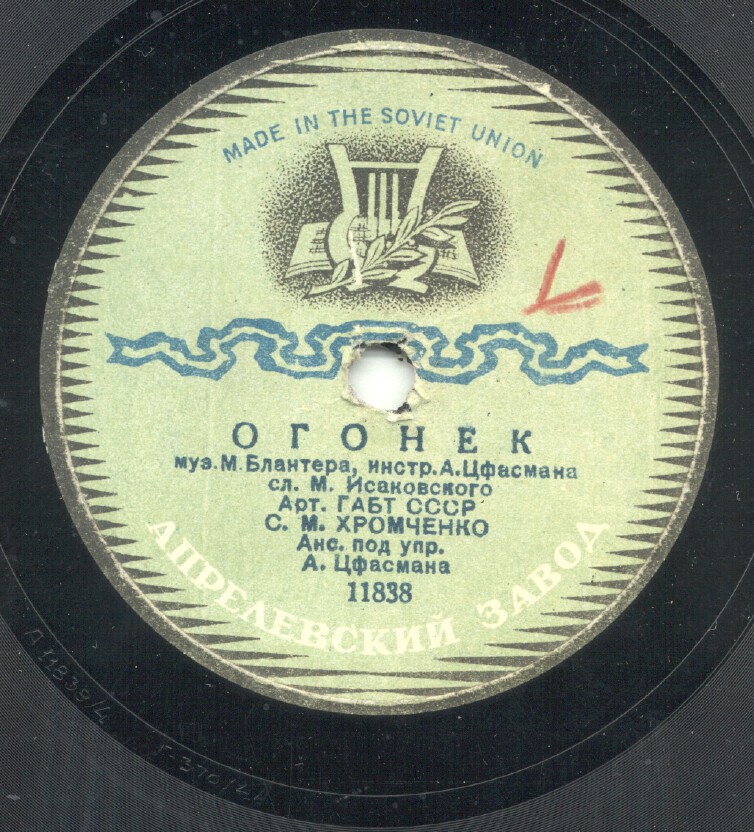 MADE IN THE SOVIET UNION
ОГОНЕК
муз. М. Блантера, инстр. А. Цфасмана
сл. М. Исаковского
Арт. ГАБТ СССР
С. М. ХРОМЧЕНКО
Анс. под упр.
А. Цфасмана
11838
АПРЕЛЕВСКИЙ ЗАВОД